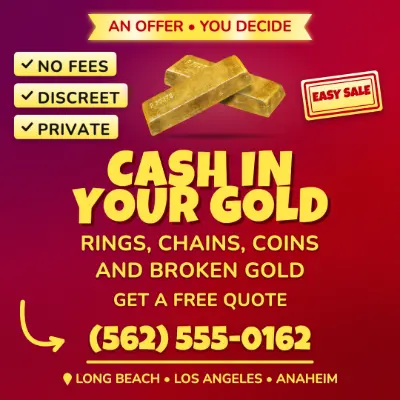 AN OFFER • YOU DECIDE
✓ NO FEES
✓ DISCREET
✓ PRIVATE
EASY SALE
CASH IN
YOUR GOLD
RINGS, CHAINS, COINS
AND BROKEN GOLD
GET A FREE QUOTE
(562) 555-0162
LONG BEACH • LOS ANGELES • ANAHEIM